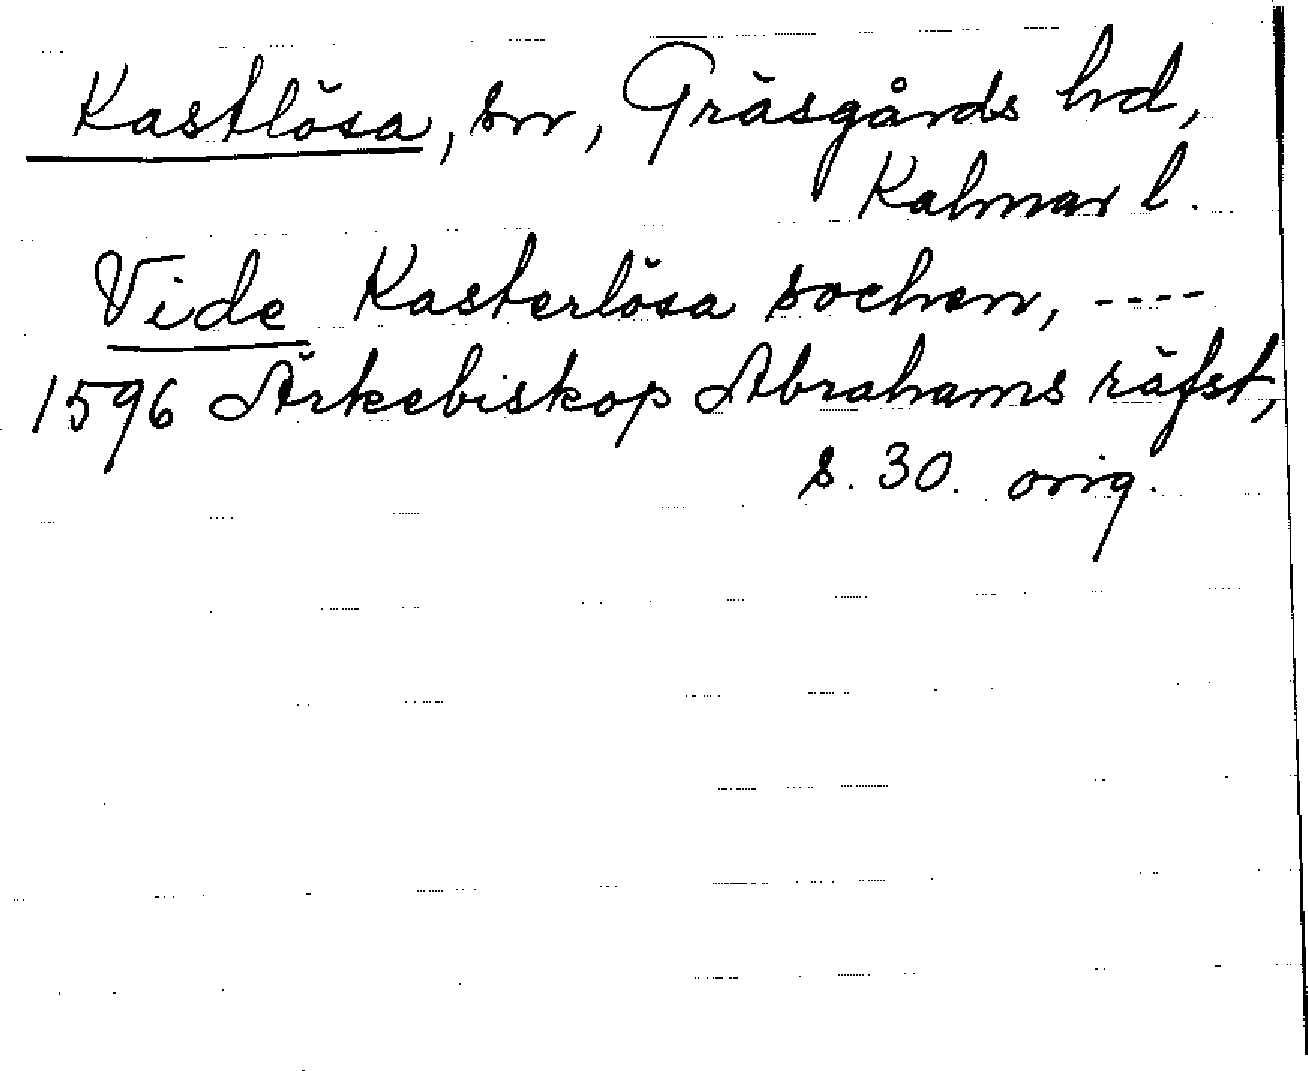 Kastlösa, sn, Gräsgårds hd,
Kalmar l.
Vide Kasterlösa sochen, ----
1596 Ärkebiskop Abrahams räfst,
s. 30. orig.